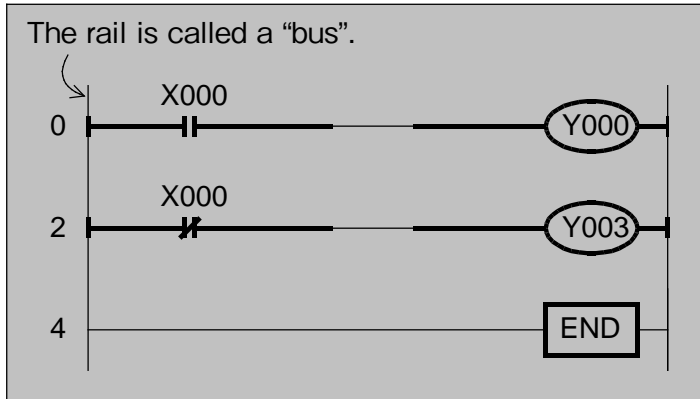 The rail is called a “bus”.
X000
0 Y000
X000
2 Y003
4 END